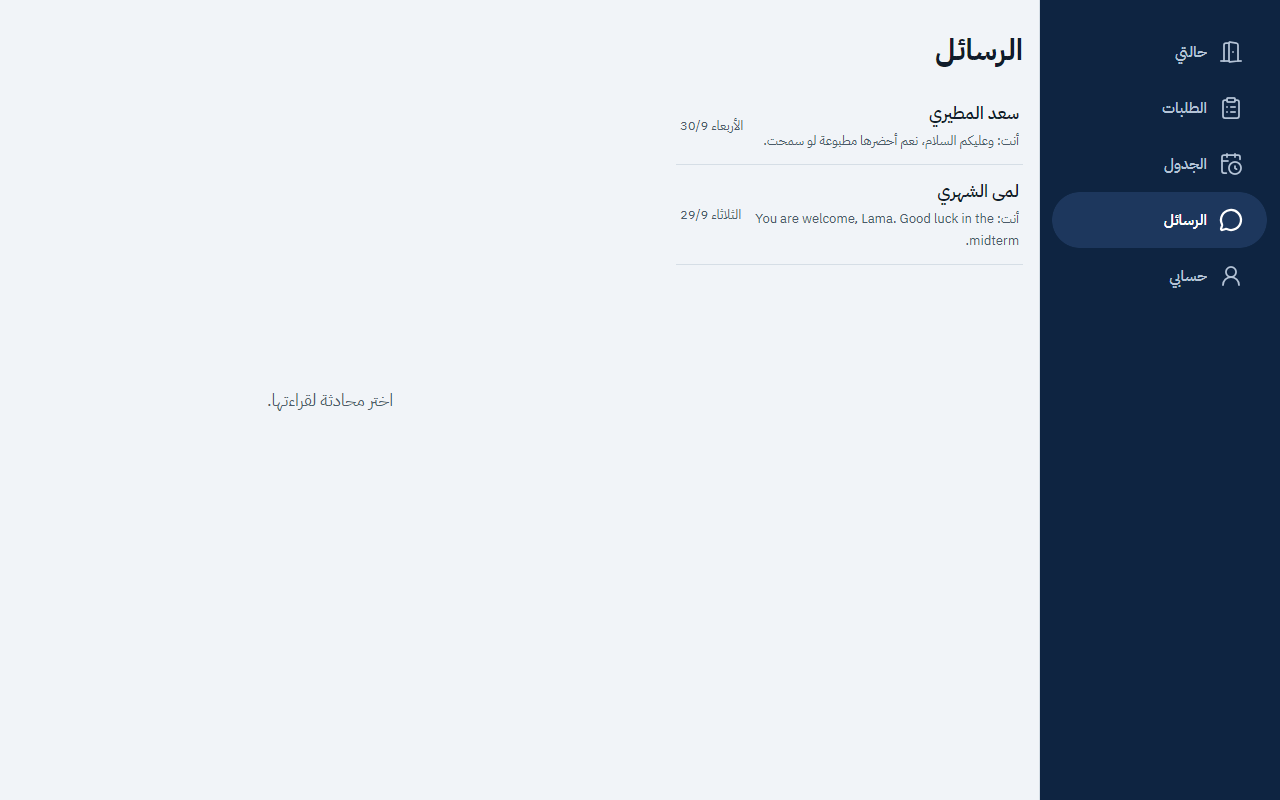 حالتي
الطلبات
الجدول
الرسائل
حسابي
الرسائل
سعد المطيري
أنت: وعليكم السلام، نعم أحضرها مطبوعة لو سمحت.
الأربعاء 30/9
لمى الشهري
أنت: You are welcome, Lama. Good luck in the
midterm.
الثلاثاء 29/9
اختر محادثة لقراءتها.